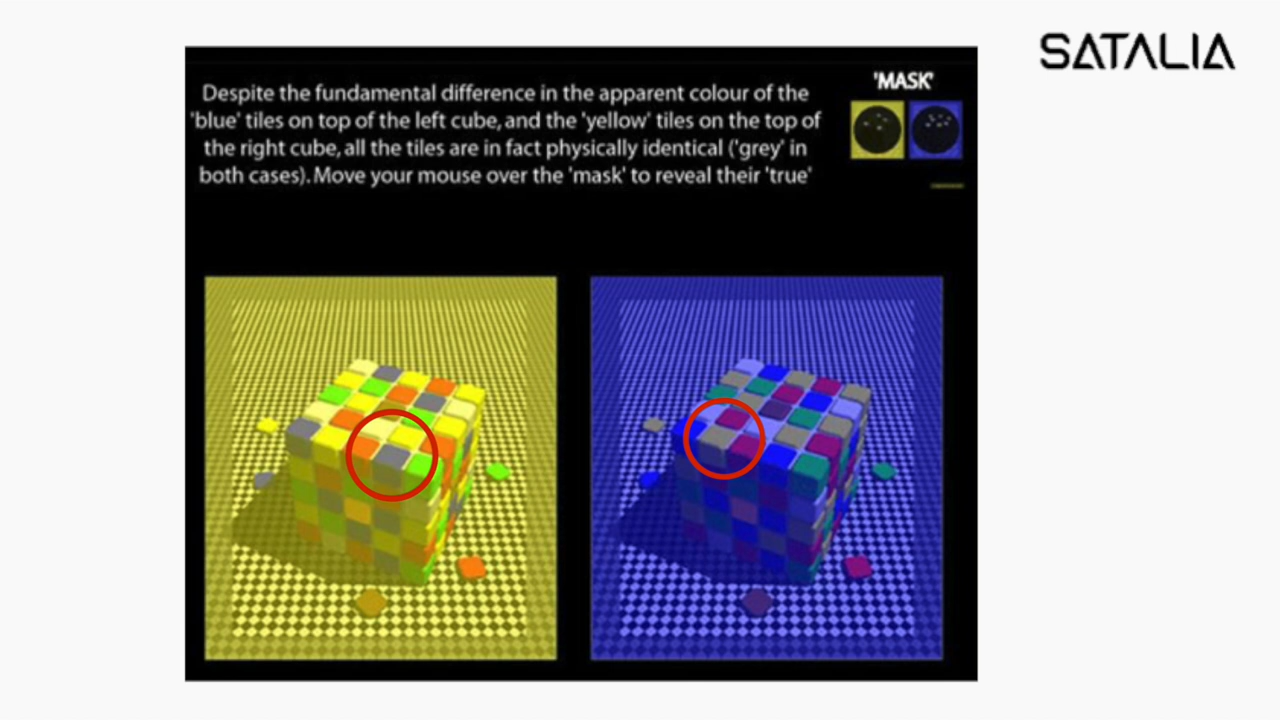 SATALIA
'MASK'
Despite the fundamental difference in the apparent colour of the
'blue' tiles on top of the left cube, and the 'yellow' tiles on the top of
the right cube, all the tiles are in fact physically identical ('grey' in
both cases). Move your mouse over the 'mask' to reveal their 'true'